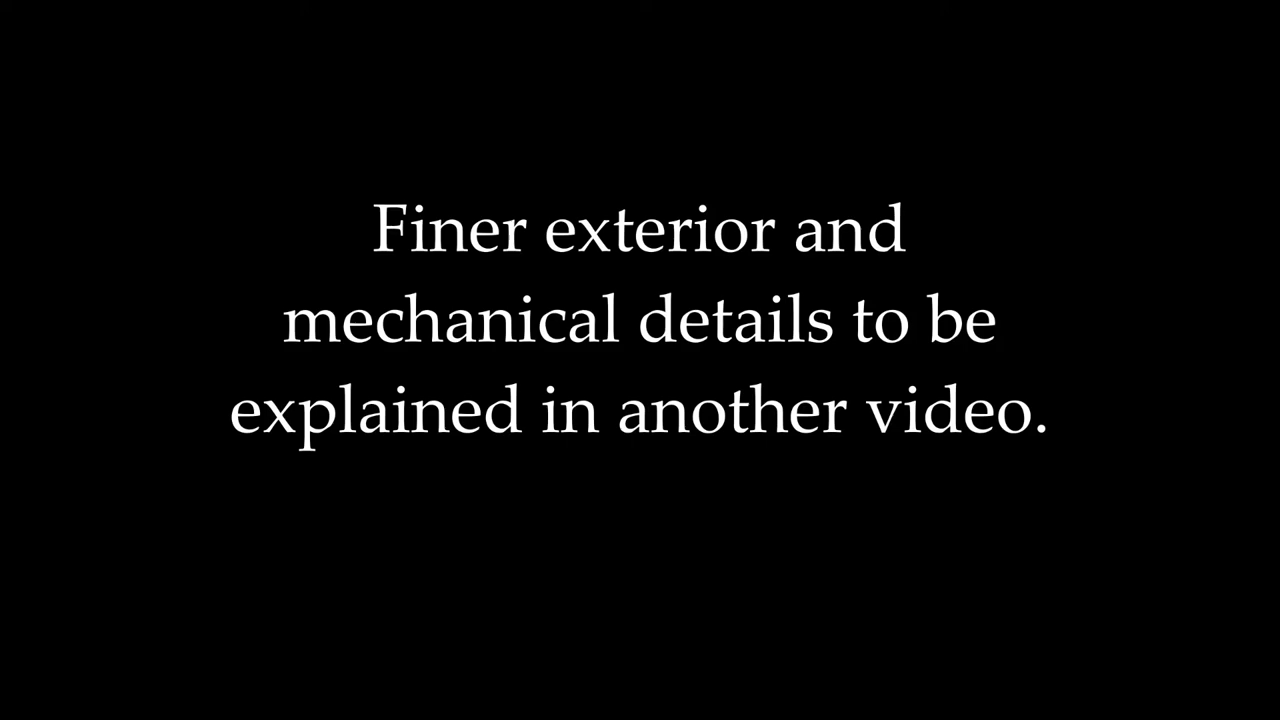 Finer exterior and
mechanical details to be
explained in another video.